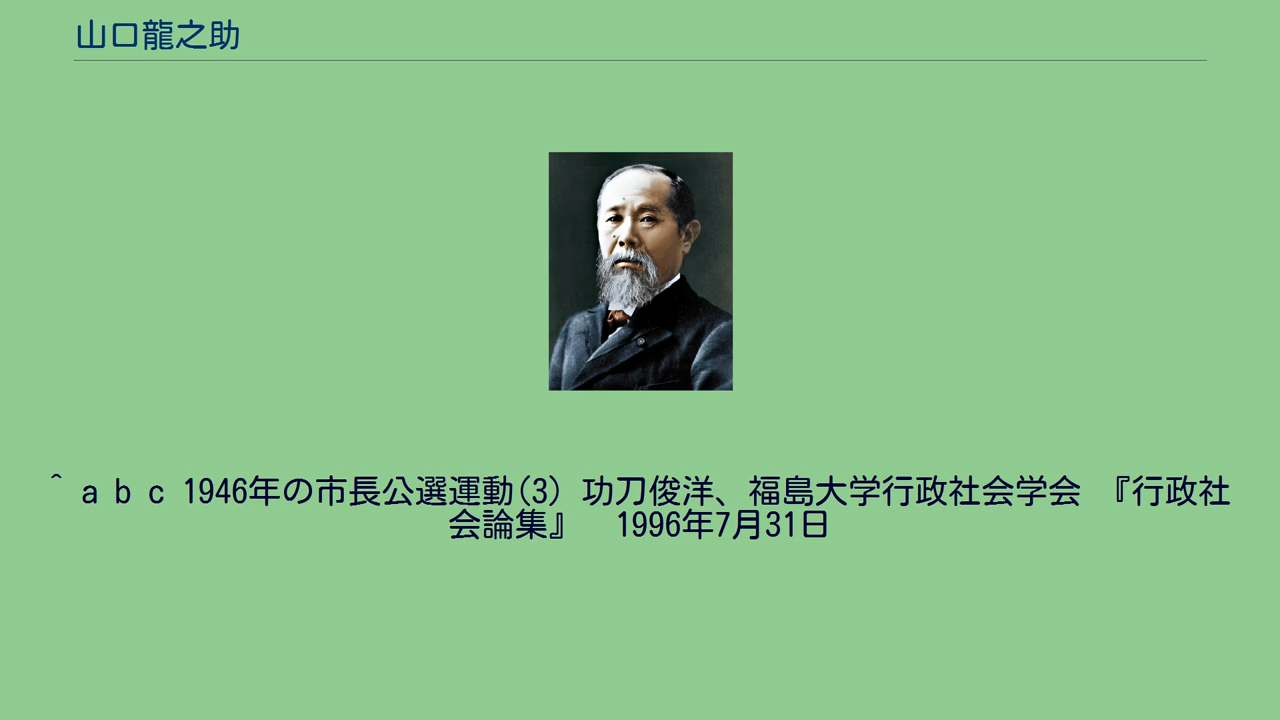 山口龍之助
^ a b c 1946年の市長公選運動(3) 功刀俊洋、福島大学行政社会学会 『行政社
会論集』　1996年7月31日